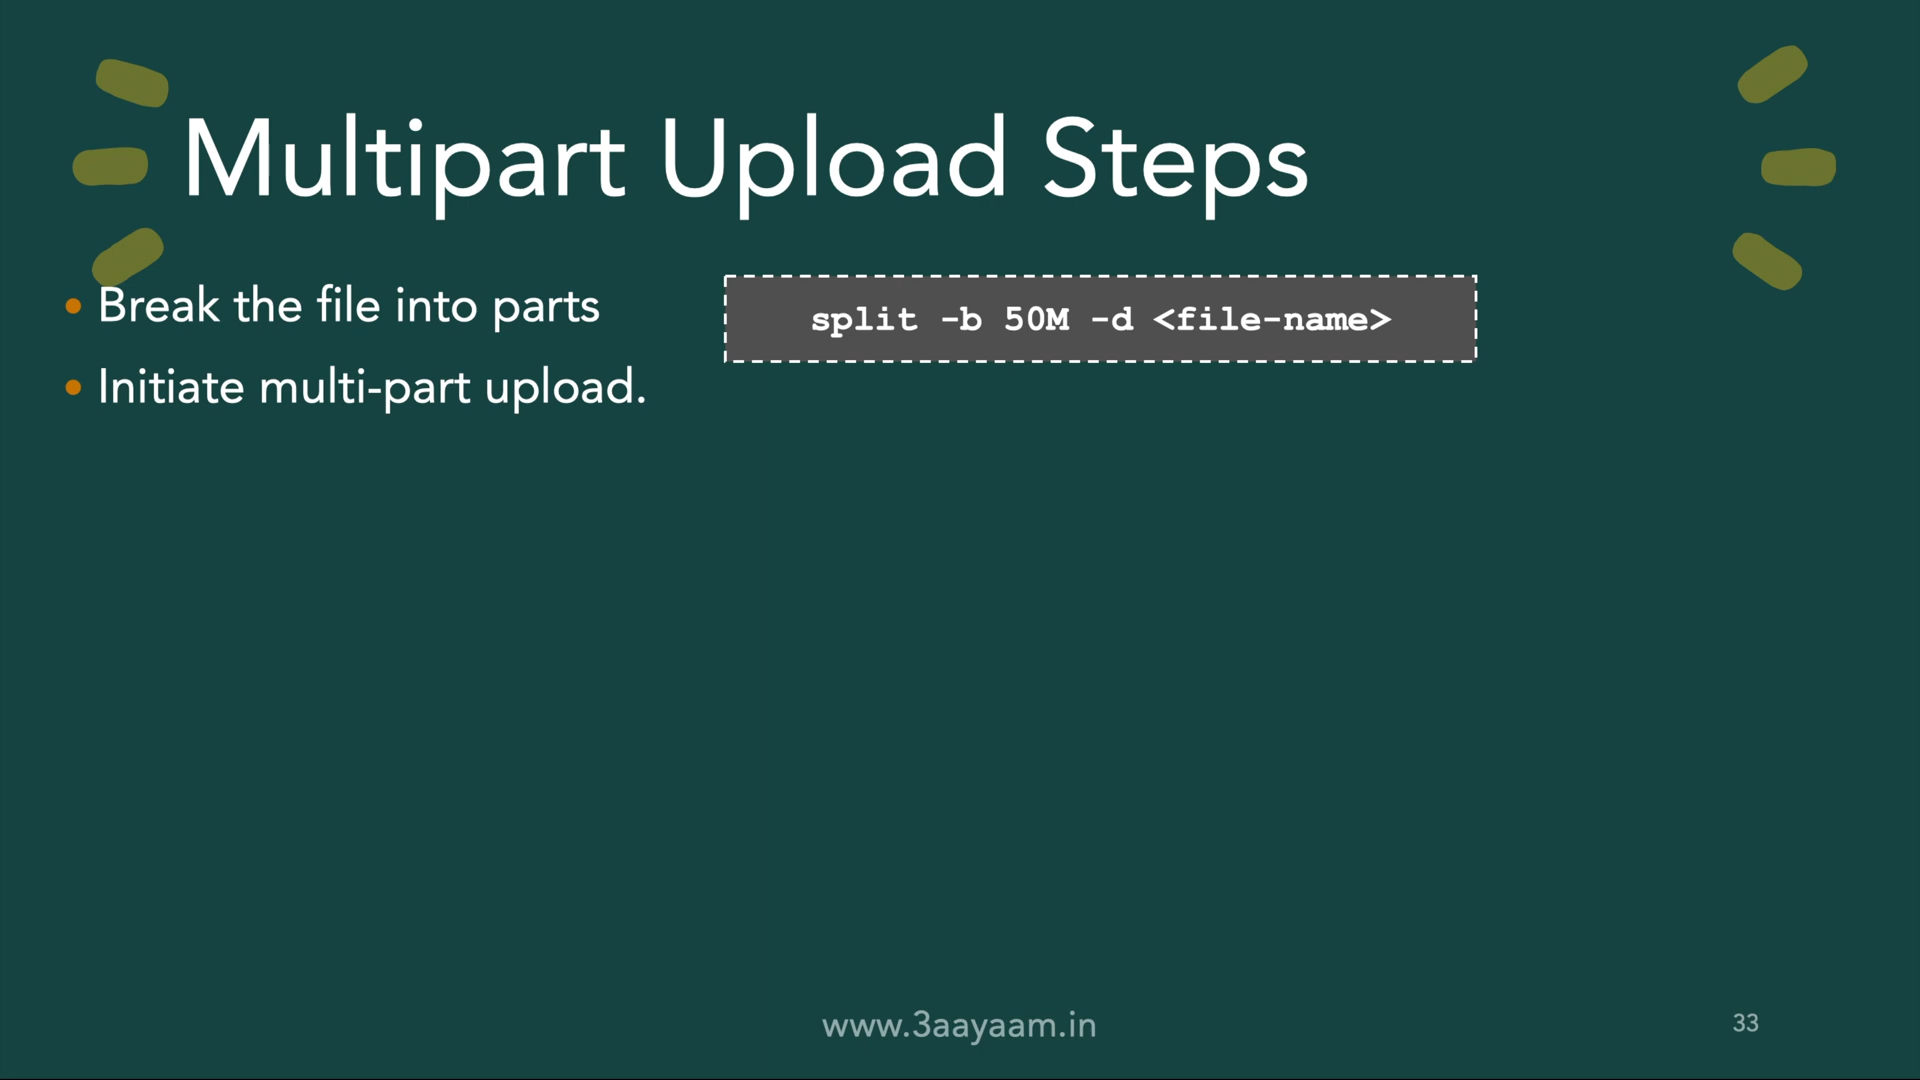 Multipart Upload Steps
• Break the file into parts
split -b 50M -d <file-name>
• Initiate multi-part upload.
www.3aayaam.in
33